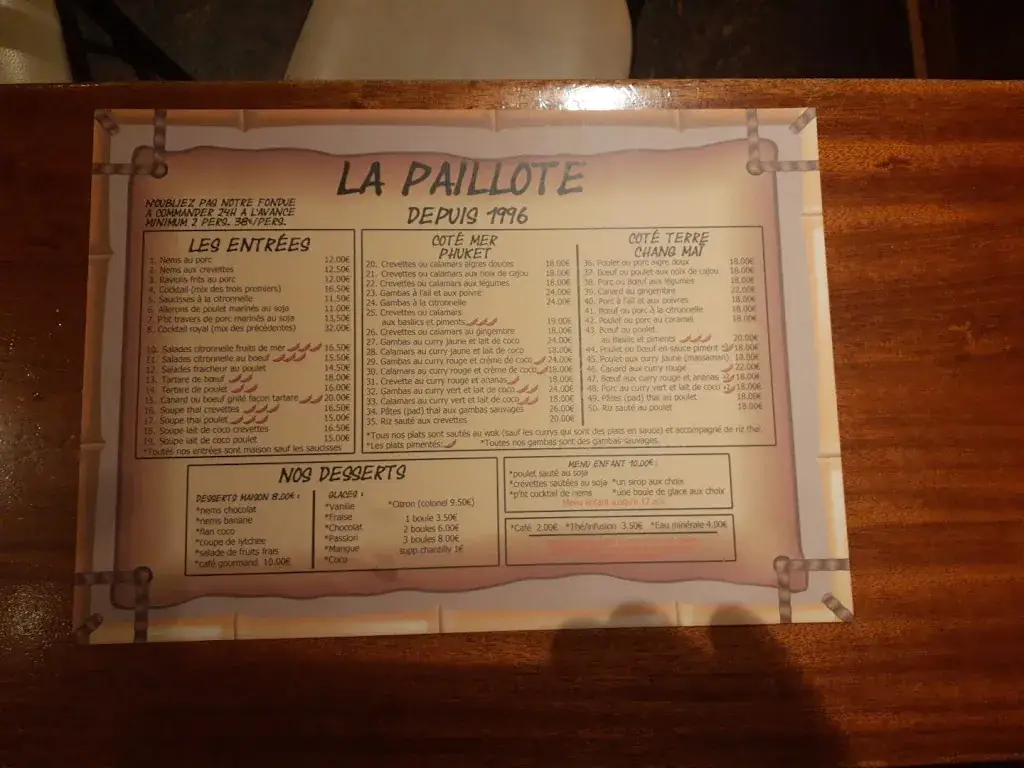 LA PAILLOTE
DEPUIS 1996
N'OUBLIEZ PAS NOTRE FONDUE
A COMMANDER 24H A L'AVANCE
MINIMUM 2 PERS. 38€/PERS.
LES ENTRÉES
1. Nems au porc 12.00€
2. Nems aux crevettes 12.50€
3. Raviolis frits au porc 12.00€
4. Cocktail (mix des trois premiers) 16.50€
5. Saucisses à la citronnelle 11.50€
6. Ailerons de poulet marinés au soja 11.00€
7. P'tit travers de porc marinés au soja 13.50€
8. Cocktail royal (mix des précédentes) 32.00€
10. Salades citronnelle fruits de mer 16.50€
11. Salades citronnelle au boeuf 15.50€
12. Salades fraicheur au poulet 14.50€
13. Tartare de bœuf 18.00€
14. Tartare de poulet 16.00€
15. Canard ou bœuf grillé façon tartare 20.00€
16. Soupe thaï crevettes 16.50€
17. Soupe thaï poulet 15.00€
18. Soupe lait de coco crevettes 16.50€
19. Soupe lait de coco poulet 15.00€
*Toutes nos entrées sont maison sauf les saucisses
COTÉ MER
PHUKET
20. Crevettes ou calamars aigres douces 18.00€
21. Crevettes ou calamars aux noix de cajou 18.00€
22. Crevettes ou calamars aux légumes 18.00€
23. Gambas à l'ail et aux poivre 24.00€
24. Gambas à la citronnelle 24.00€
25. Crevettes ou calamars
aux basilics et piments 19.00€
26. Crevettes ou calamars au gingembre 18.00€
27. Gambas au curry jaune et lait de coco 24.00€
28. Calamars au curry jaune et lait de coco 18.00€
29. Gambas au curry rouge et crème de coco 24.00€
30. Calamars au curry rouge et crème de coco 18.00€
31. Crevette au curry rouge et ananas 18.00€
32. Gambas au curry vert et lait de coco 24.00€
33. Calamars au curry vert et lait de coco 18.00€
34. Pâtes (pad) thaï aux gambas sauvages 26.00€
35. Riz sauté aux crevettes 20.00€
COTÉ TERRE
CHANG MAÏ
36. Poulet ou porc aigre doux 18.00€
37. Bœuf ou poulet aux noix de cajou 18.00€
38. Porc ou Bœuf aux légumes 18.00€
39. Canard au gingembre 22.00€
40. Porc à l'ail et aux poivres 18.00€
41. Bœuf ou porc à la citronnelle 18.00€
42. Poulet ou porc au caramel 18.00€
43. Bœuf ou poulet
au Basilic et piments 20.00€
44. Poulet ou bœuf en sauce piment 18.00€
45. Poulet aux curry jaune (massaman) 18.00€
46. Canard aux curry rouge 22.00€
47. Bœuf aux curry rouge et ananas 18.00€
48. Porc au curry vert et lait de coco 18.00€
49. Pâtes (pad) thaï au poulet 18.00€
50. Riz sauté au poulet 18.00€
*Tous nos plats sont sautés au wok (sauf les currys qui sont des plats en sauce) et accompagné de riz thaï.
*Les plats pimentés: *Toutes nos gambas sont des gambas sauvages.
NOS DESSERTS
DESSERTS MAISON 8.00€ :
*nems chocolat
*nems banane
*flan coco
*coupe de lytchee
*salade de fruits frais
*café gourmand 10.00€
GLACES :
*Vanille
*Fraise
*Chocolat
*Passion
*Mangue
*Coco
*Citron (colonel 9.50€)
1 boule 3.50€
2 boules 6.00€
3 boules 8.00€
supp.chantilly 1€
MENU ENFANT 10.00€ :
*poulet sauté au soja
*crevettes sautées au soja *un sirop aux choix
*p'tit cocktail de nems *une boule de glace aux choix
Menu enfant jusqu'à 12 ans
*Café 2.00€ *Thé/infusion 3.50€ *Eau minérale 4.00€